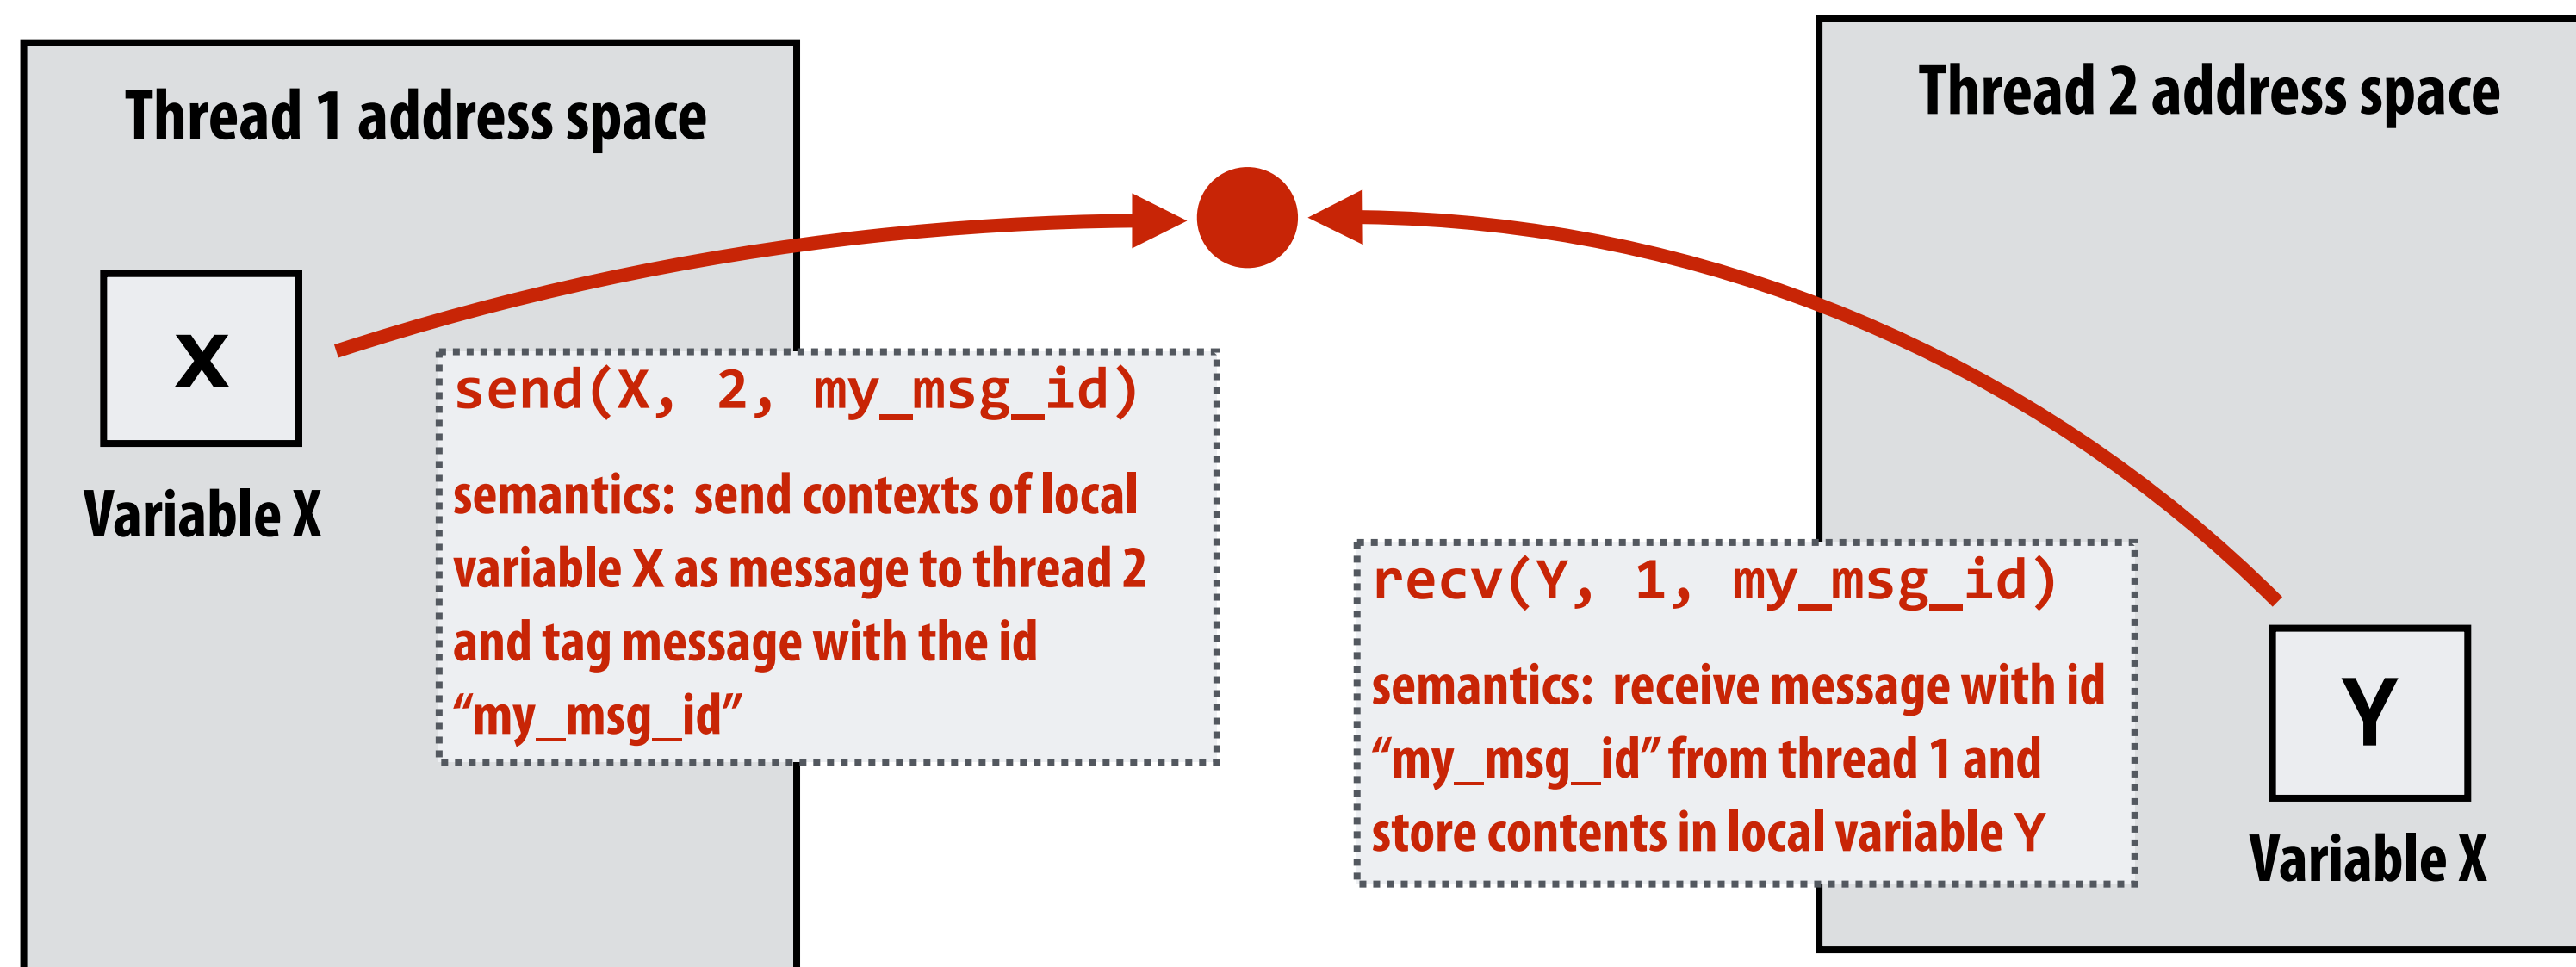 Thread 1 address space
x
Variable X
send(X, 2, my_msg_id)
semantics: send contexts of local
variable X as message to thread 2
and tag message with the id
“my_msg_id”
Thread 2 address space
recv(Y, 1, my_msg_id)
semantics: receive message with id
“my_msg_id” from thread 1 and
store contents in local variable Y
Y
Variable X